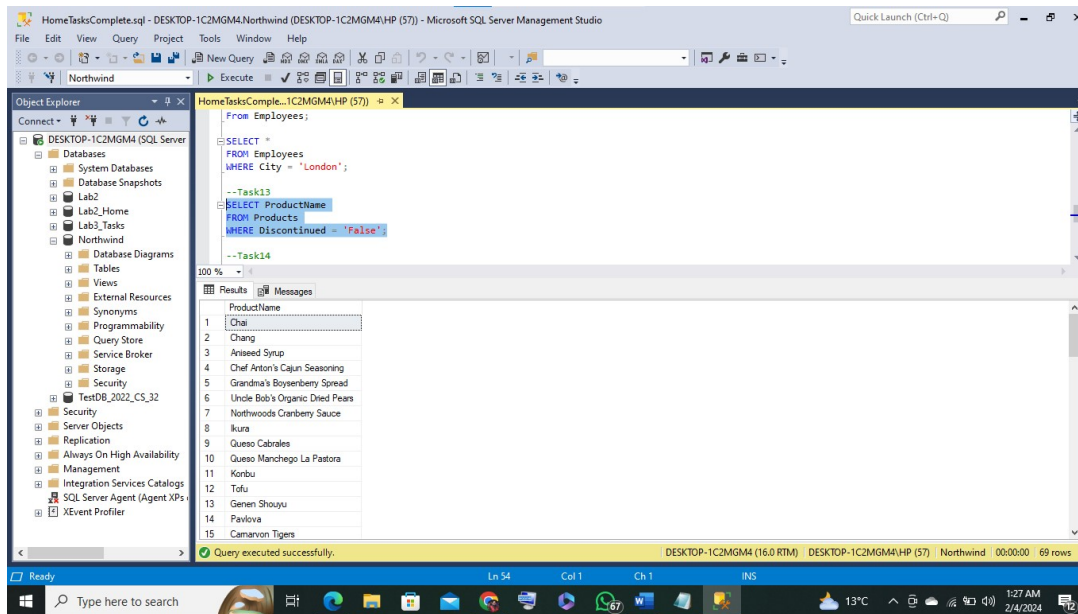 HomeTasksComplete.sql - DESKTOP-1C2MGM4.Northwind (DESKTOP-1C2MGM4\HP (57)) - Microsoft SQL Server Management Studio
Quick Launch (Ctrl+Q)
File Edit View Query Project Tools Window Help
New Query
Northwind
Execute
Object Explorer
HomeTasksComple...1C2MGM4\HP (57))
Connect
DESKTOP-1C2MGM4 (SQL Server
Databases
System Databases
Database Snapshots
Lab2
Lab2_Home
Lab3_Tasks
Northwind
Database Diagrams
Tables
Views
External Resources
Synonyms
Programmability
Query Store
Service Broker
Storage
Security
TestDB_2022_CS_32
Security
Server Objects
Replication
Always On High Availability
Management
Integration Services Catalogs
SQL Server Agent (Agent XPs
XEvent Profiler
From Employees;
SELECT *
FROM Employees
WHERE City = 'London';
--Task13
SELECT ProductName
FROM Products
WHERE Discontinued = 'False';
--Task14
100 %
Results Messages
ProductName
1 Chai
2 Chang
3 Aniseed Syrup
4 Chef Anton's Cajun Seasoning
5 Grandma's Boysenberry Spread
6 Uncle Bob's Organic Dried Pears
7 Northwoods Cranberry Sauce
8 Ikura
9 Queso Cabrales
10 Queso Manchego La Pastora
11 Konbu
12 Tofu
13 Genen Shouyu
14 Pavlova
15 Carnarvon Tigers
Query executed successfully.
DESKTOP-1C2MGM4 (16.0 RTM) DESKTOP-1C2MGM4\HP (57) Northwind 00:00:00 69 rows
Ready Ln 54 Col 1 Ch 1 INS
Type here to search
67
13°C
1:27 AM
2/4/2024
12